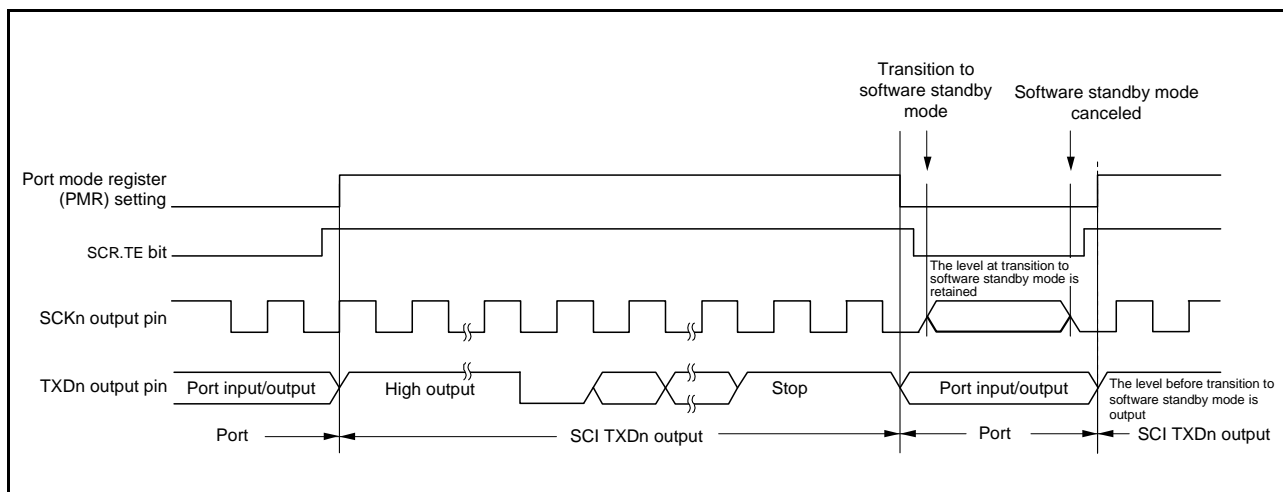 Transition to
software standby
mode
Software standby mode
canceled
Port mode register
(PMR) setting
SCR.TE bit
The level at transition to
software standby mode is
retained
SCKn output pin
TXDn output pin
Port input/output
High output
Stop
Port input/output
The level before transition to
software standby mode is
output
Port
SCI TXDn output
Port
SCI TXDn output